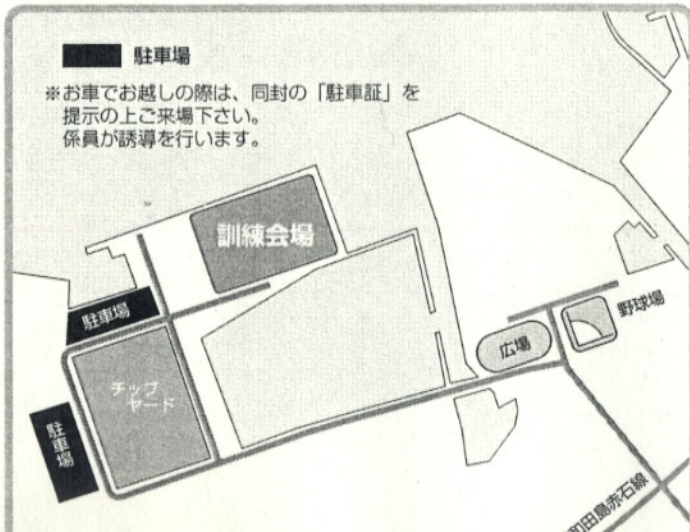 駐車場
※お車でお越しの際は、同封の「駐車証」を
提示の上ご来場下さい。
係員が誘導を行います。
訓練会場
駐車場
野球場
広場
チップ
ヤード
駐車場
和田島赤石線